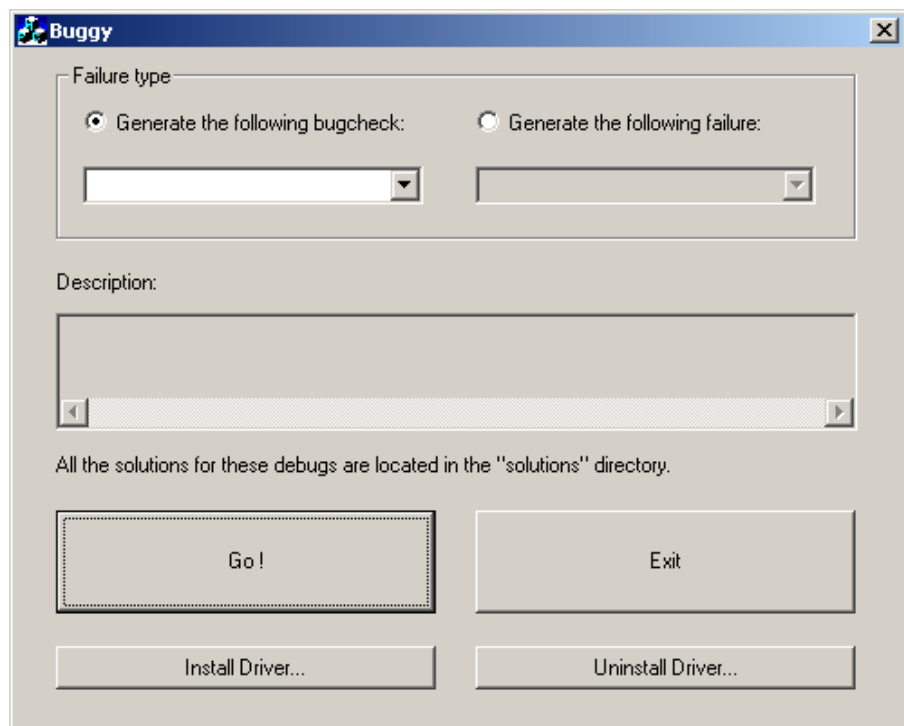 Buggy
Failure type
Generate the following bugcheck:
Generate the following failure:
Description:
All the solutions for these debugs are located in the "solutions" directory.
Go !
Exit
Install Driver...
Uninstall Driver...